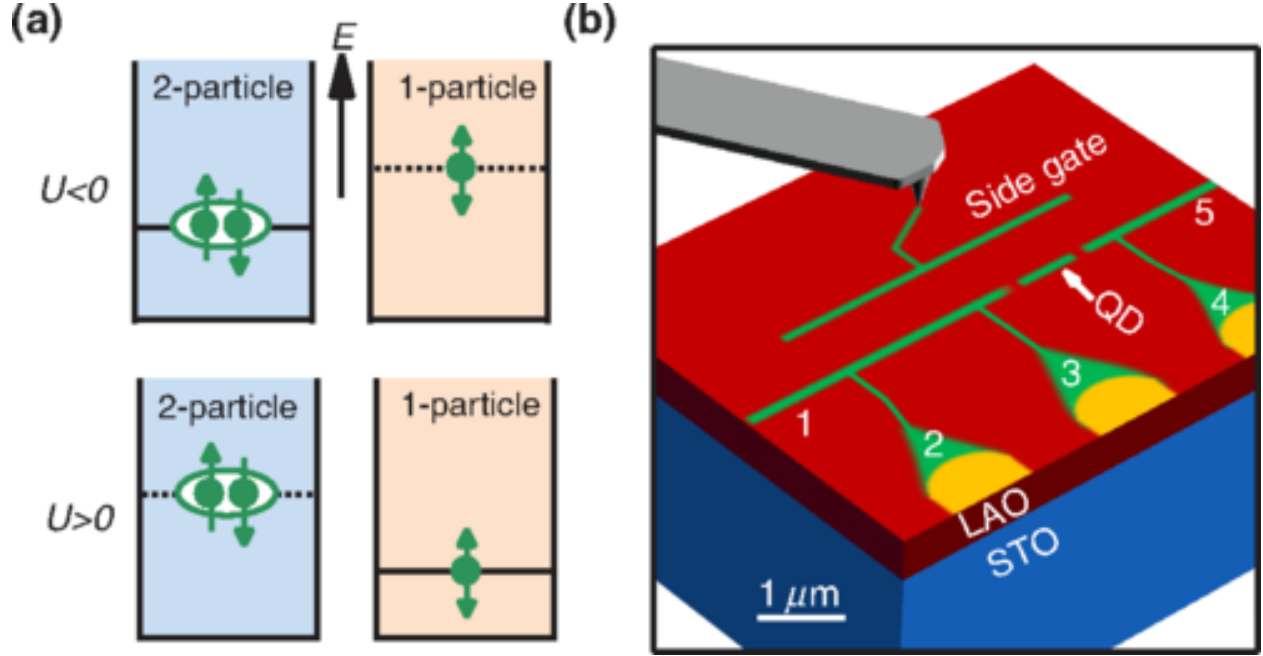 (a)
E
2-particle
1-particle
U<0
2-particle
1-particle
U>0
(b)
Side gate
5
QD
4
3
1
2
LAO
STO
1 μm